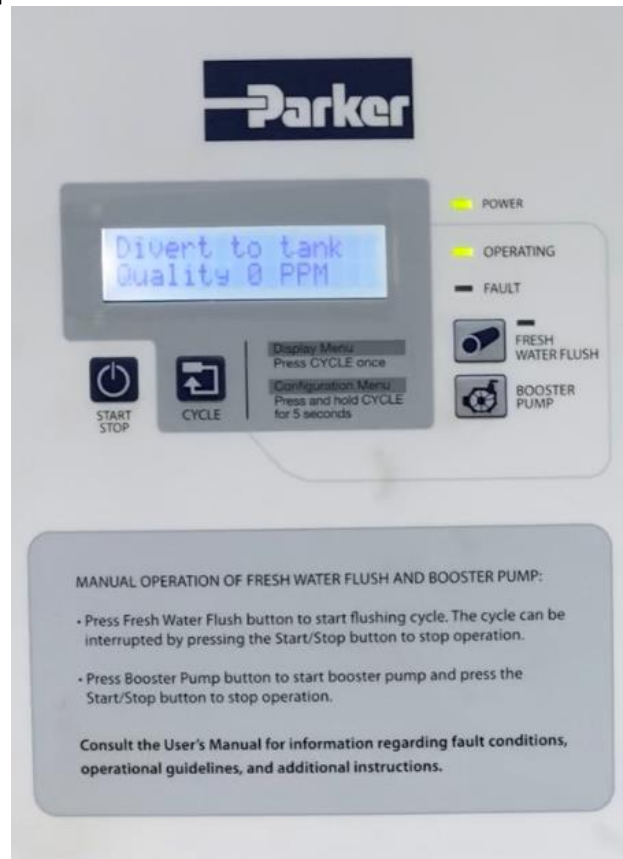 Parker
Divert to tank
Quality 0 PPM
POWER
OPERATING
FAULT
FRESH
WATER FLUSH
BOOSTER
PUMP
START
STOP
CYCLE
Display Menu
Press CYCLE once
Configuration Menu
Press and hold CYCLE
for 5 seconds
MANUAL OPERATION OF FRESH WATER FLUSH AND BOOSTER PUMP:
• Press Fresh Water Flush button to start flushing cycle. The cycle can be
interrupted by pressing the Start/Stop button to stop operation.
• Press Booster Pump button to start booster pump and press the
Start/Stop button to stop operation.
Consult the User's Manual for information regarding fault conditions,
operational guidelines, and additional instructions.